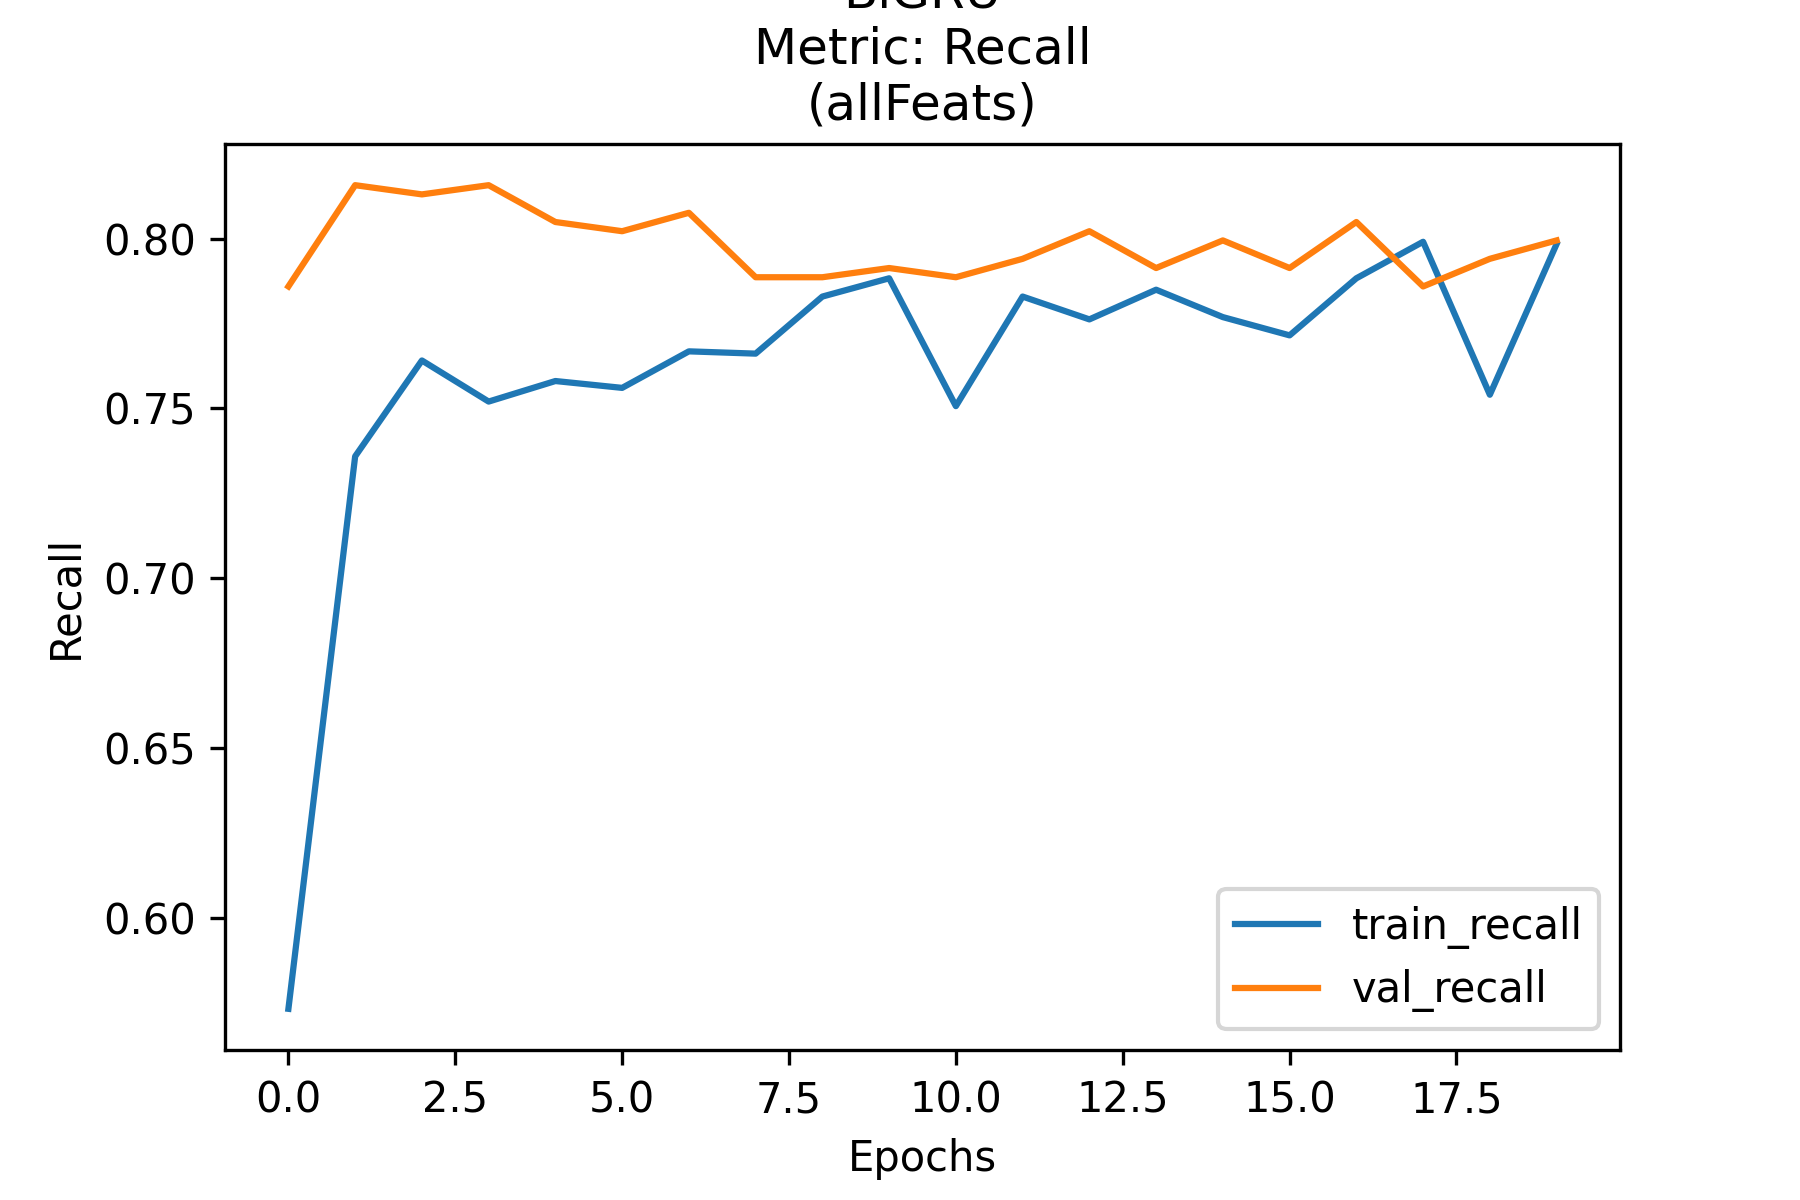 BiGRU
Metric: Recall
(allFeats)
0.80
0.75
0.70
0.65
0.60
Recall
0.0 2.5 5.0 7.5 10.0 12.5 15.0 17.5
Epochs
train_recall
val_recall